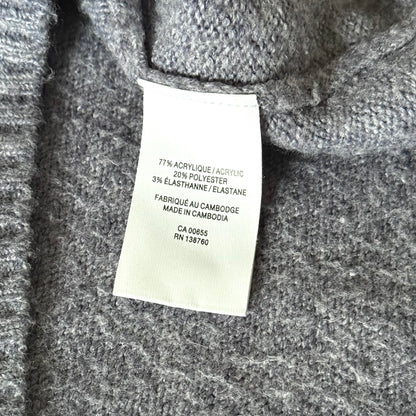 77% ACRYLIQUE / ACRYLIC
20% POLYESTER
3% ÉLASTHANNE / ELASTANE
FABRIQUÉ AU CAMBODGE
MADE IN CAMBODIA
CA 00655
RN 138760